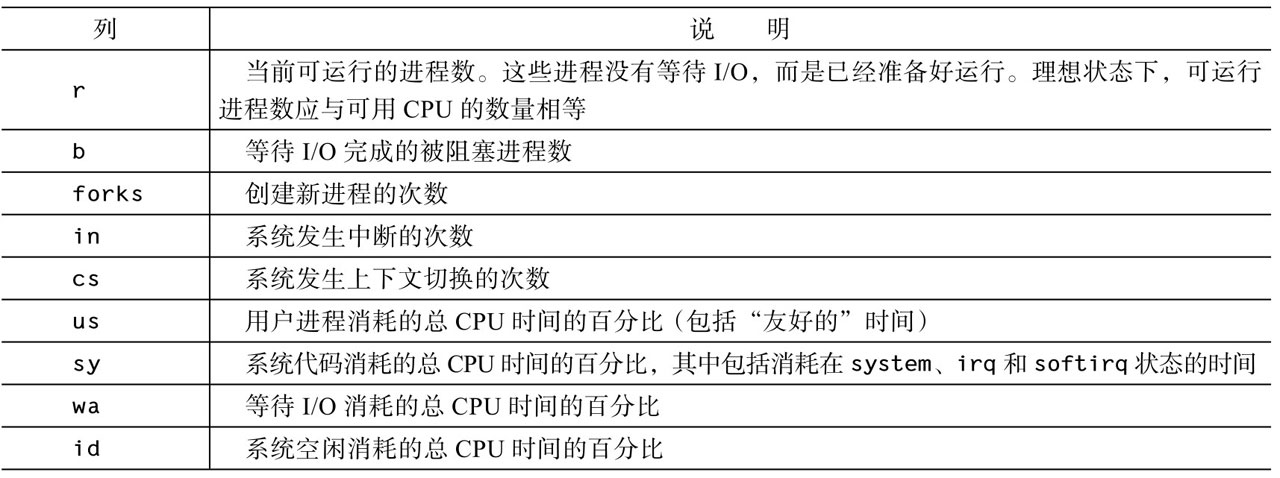 列 说 明
r 当前可运行的进程数。这些进程没有等待 I/O，而是已经准备好运行。理想状态下，可运行
进程数应与可用 CPU 的数量相等
b 等待 I/O 完成的被阻塞进程数
forks 创建新进程的次数
in 系统发生中断的次数
cs 系统发生上下文切换的次数
us 用户进程消耗的总 CPU 时间的百分比（包括“友好的”时间）
sy 系统代码消耗的总 CPU 时间的百分比，其中包括消耗在 system、irq 和 softirq 状态的时间
wa 等待 I/O 消耗的总 CPU 时间的百分比
id 系统空闲消耗的总 CPU 时间的百分比